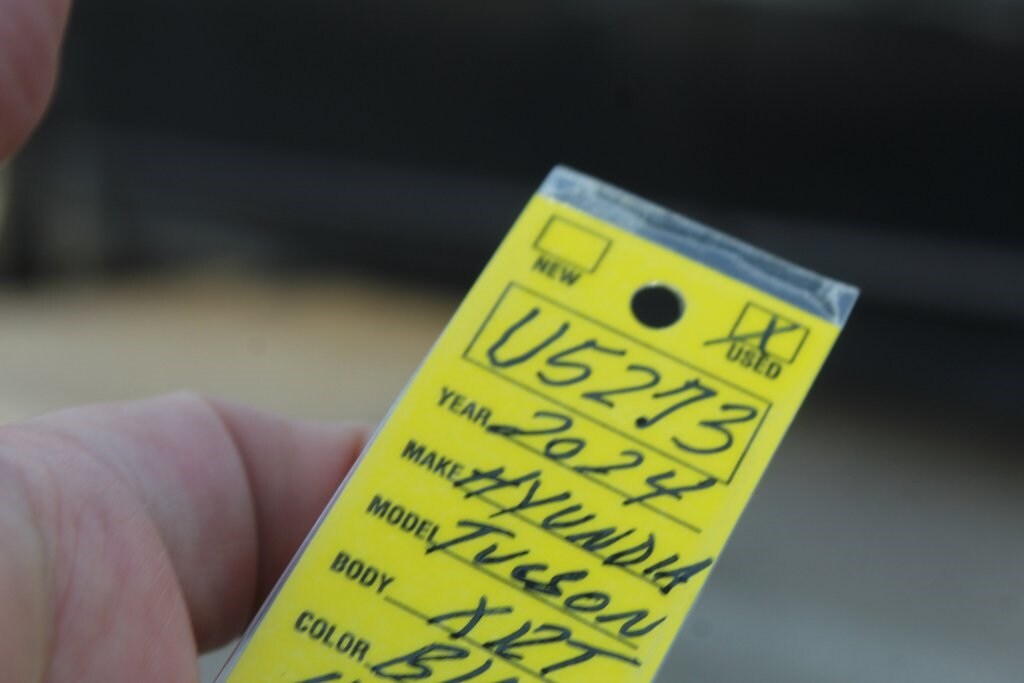 NEW
X
USED
U5273
YEAR 2024
MAKE HYUNDIA
MODEL TUCSON
BODY XRT
COLOR